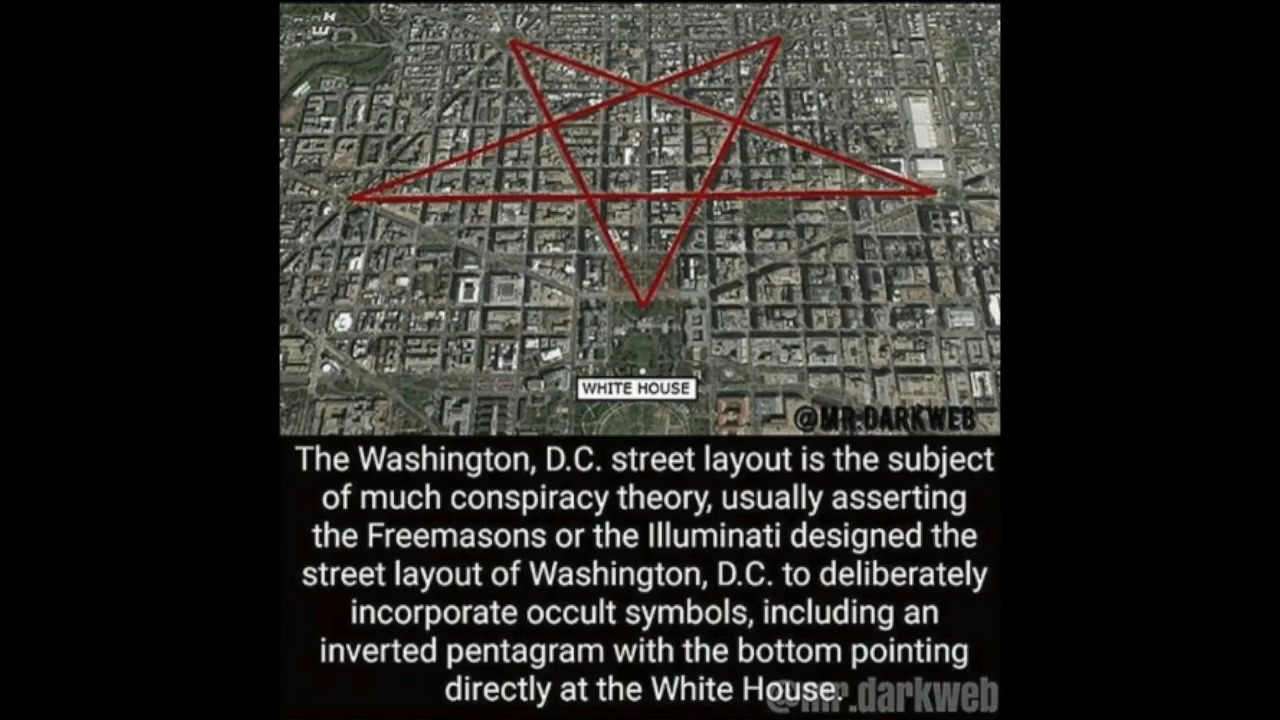 WHITE HOUSE
@MR.DARKWEB
The Washington, D.C. street layout is the subject
of much conspiracy theory, usually asserting
the Freemasons or the Illuminati designed the
street layout of Washington, D.C. to deliberately
incorporate occult symbols, including an
inverted pentagram with the bottom pointing
directly at the White House.
@mr.darkweb